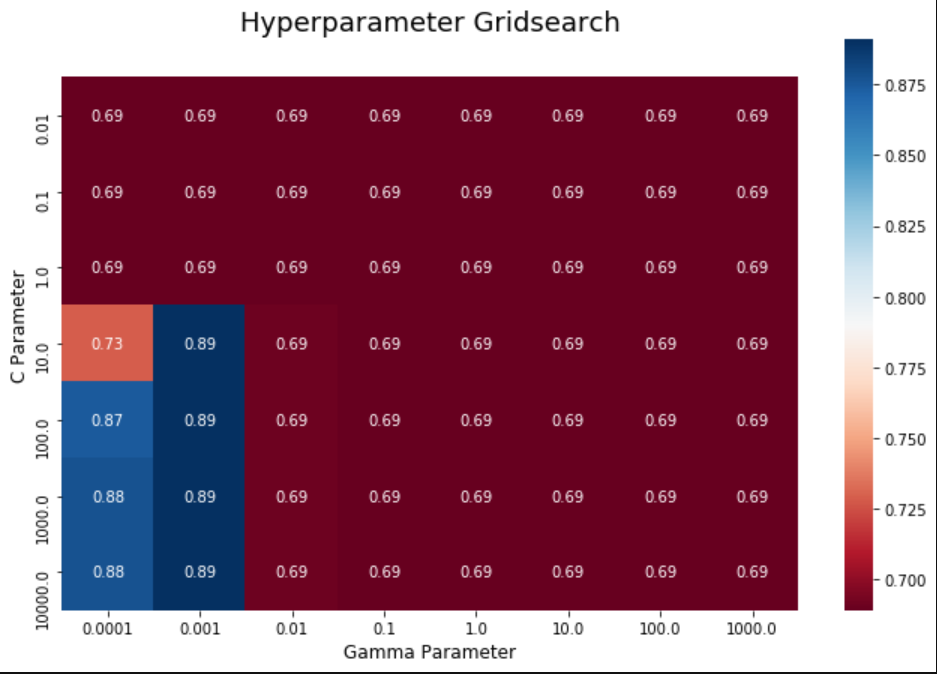 Hyperparameter Gridsearch
0.01 0.69 0.69 0.69 0.69 0.69 0.69 0.69 0.69
0.1 0.69 0.69 0.69 0.69 0.69 0.69 0.69 0.69
1.0 0.69 0.69 0.69 0.69 0.69 0.69 0.69 0.69
10.0 0.73 0.89 0.69 0.69 0.69 0.69 0.69 0.69
100.0 0.87 0.89 0.69 0.69 0.69 0.69 0.69 0.69
1000.0 0.88 0.89 0.69 0.69 0.69 0.69 0.69 0.69
10000.0 0.88 0.89 0.69 0.69 0.69 0.69 0.69 0.69
C Parameter
0.0001 0.001 0.01 0.1 1.0 10.0 100.0 1000.0
Gamma Parameter
0.875
0.850
0.825
0.800
0.775
0.750
0.725
0.700